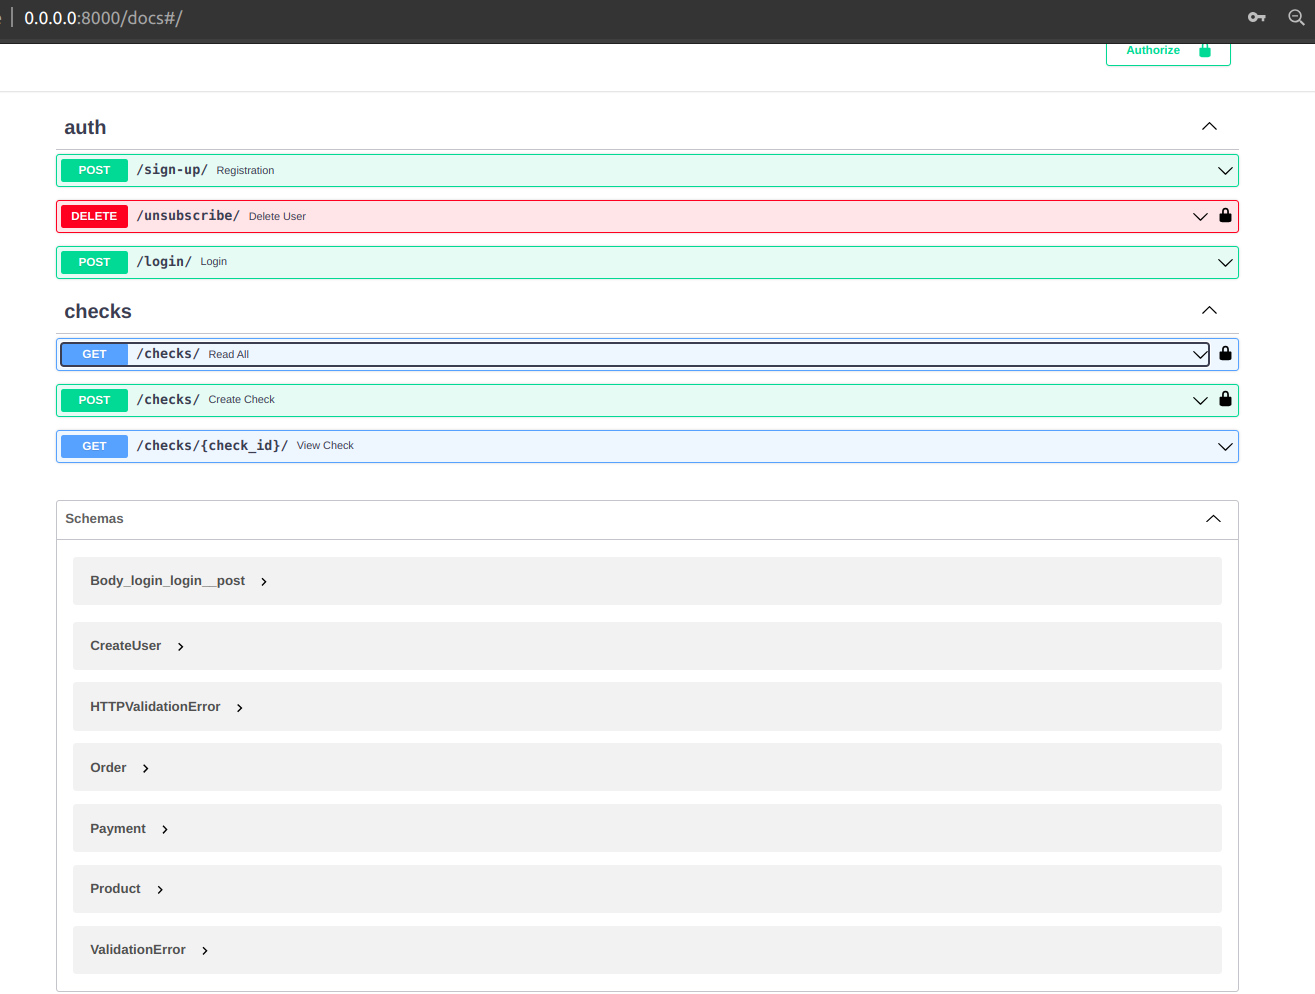 0.0.0.0:8000/docs#/
Authorize
auth
POST /sign-up/ Registration
DELETE /unsubscribe/ Delete User
POST /login/ Login
checks
GET /checks/ Read All
POST /checks/ Create Check
GET /checks/{check_id}/ View Check
Schemas
Body_login_login__post
CreateUser
HTTPValidationError
Order
Payment
Product
ValidationError